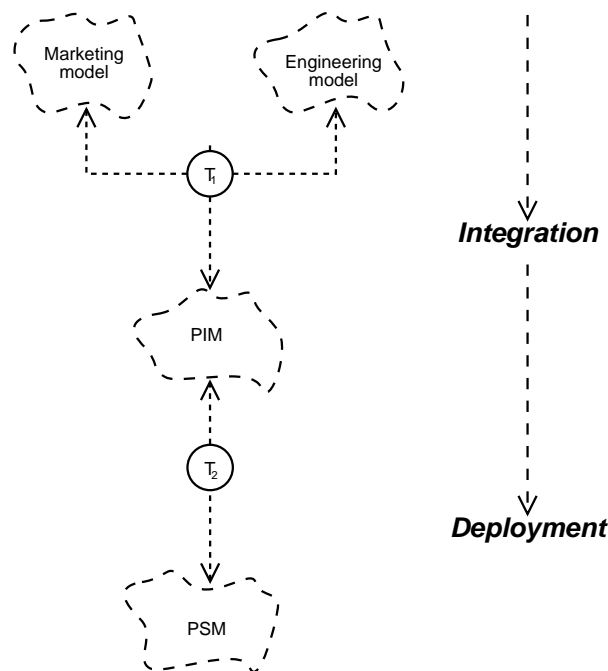 Marketing
model
Engineering
model
T1
Integration
PIM
T2
Deployment
PSM